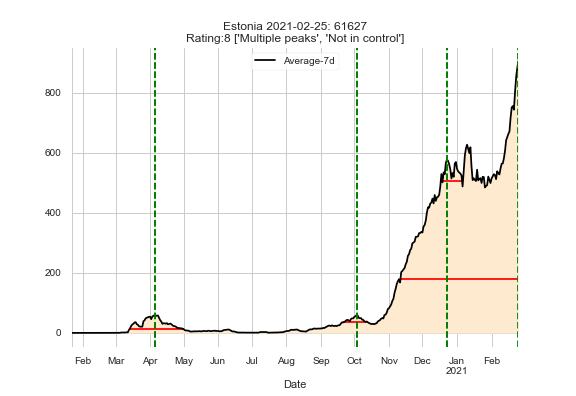 Estonia 2021-02-25: 61627
Rating:8 ['Multiple peaks', 'Not in control']
Average-7d
800
600
400
200
0
Feb Mar Apr May Jun Jul Aug Sep Oct Nov Dec Jan Feb
2021
Date